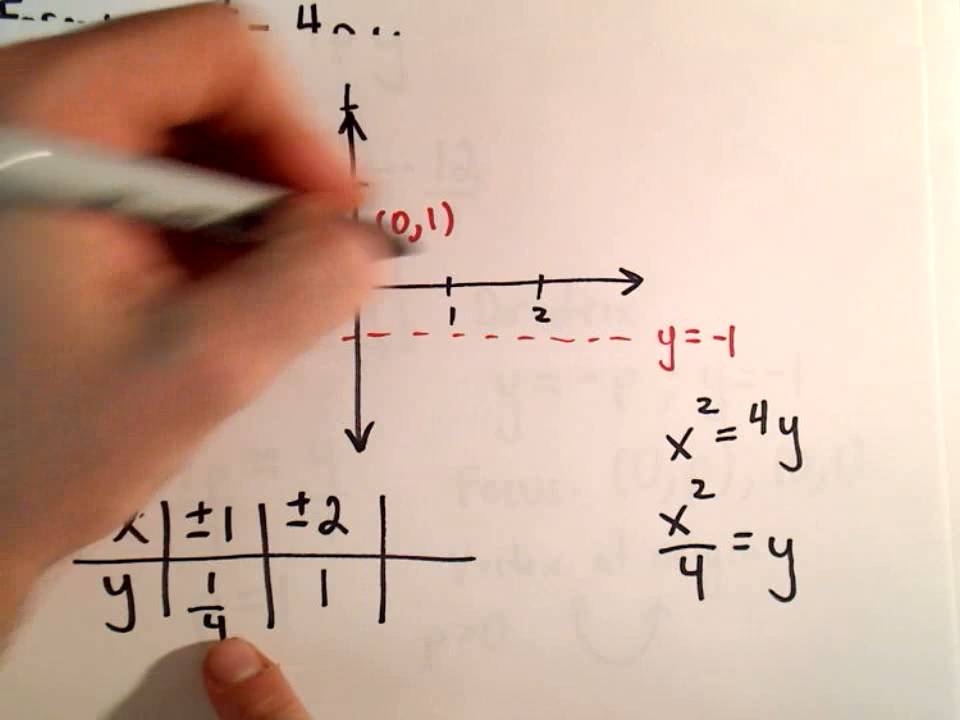 (0,1)
1 2
y=-1
x²=4y
x²/4=y
x | ±1 | ±2
y | 1/4 | 1